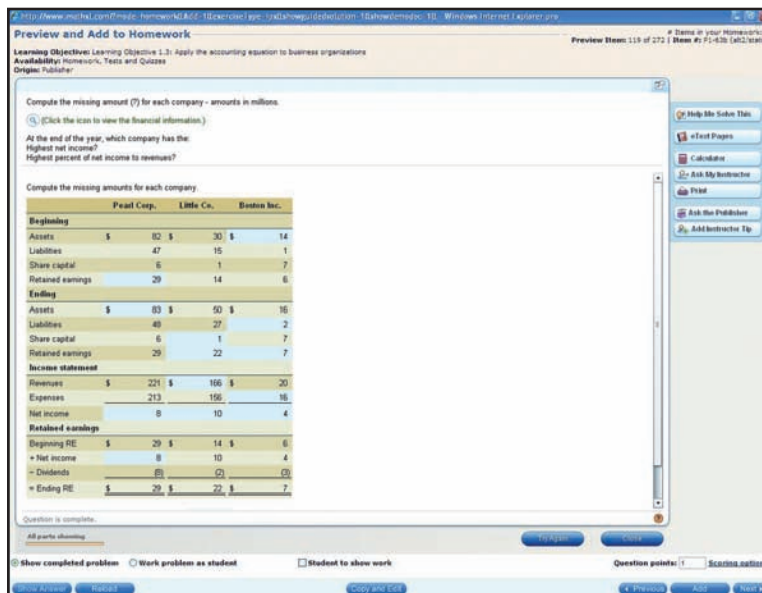 Preview and Add to Homework
Preview Item: 119 of 272 | Item #:
Learning Objective: Learning Objective 1.3: Apply the accounting equation to business organizations
Availability: Homework, Tests and Quizzes
Origin: Publisher
Compute the missing amount (?) for each company - amounts in millions.
(Click the icon to view the financial information.)
At the end of the year, which company has the:
Highest net income?
Highest percent of net income to revenues?
Compute the missing amounts for each company.
Pearl Corp. Little Co. Boston Inc.
Beginning
Assets $ 82 $ 30 $ 14
Liabilities 47 15 1
Share capital 6 1 7
Retained earnings 29 14 6
Ending
Assets $ 83 $ 50 $ 16
Liabilities 48 27 2
Share capital 6 1 7
Retained earnings 29 22 7
Income statement
Revenues $ 221 $ 166 $ 20
Expenses 213 156 16
Net income 8 10 4
Retained earnings
Beginning RE $ 29 $ 14 $ 6
+ Net income 8 10 4
− Dividends (8) (2) (3)
= Ending RE $ 29 $ 22 $ 7
Question is complete.
All parts showing
Try Again
Close
Help Me Solve This
eText Pages
Calculator
Ask My Instructor
Print
Ask the Publisher
Add Instructor Tip
Show completed problem Work problem as student Student to show work Question points: 1 Scoring option
Show Answer Reload Copy and Edit Previous Add Next